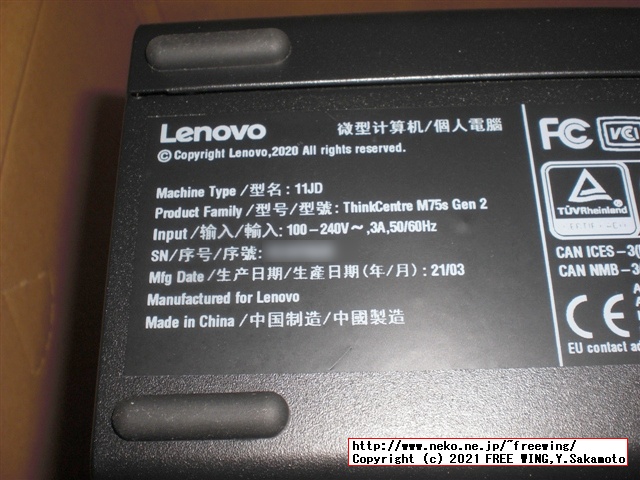 Lenovo 微型计算机/個人電腦
© Copyright Lenovo,2020 All rights reserved.
Machine Type /型名: 11JD
Product Family /型号/型號: ThinkCentre M75s Gen 2
Input /输入/輸入: 100-240V~,3A,50/60Hz
SN/序号/序號:
Mfg Date /生产日期/生產日期(年/月): 21/03
Manufactured for Lenovo
Made in China /中国制造/中國製造
FC VCCI
TÜVRheinland
CAN ICES-3(
CAN NMB-3
CE
EU contact ad
http://www.neko.ne.jp/~freewing/
Copyright (c) 2021 FREE WING,Y.Sakamoto